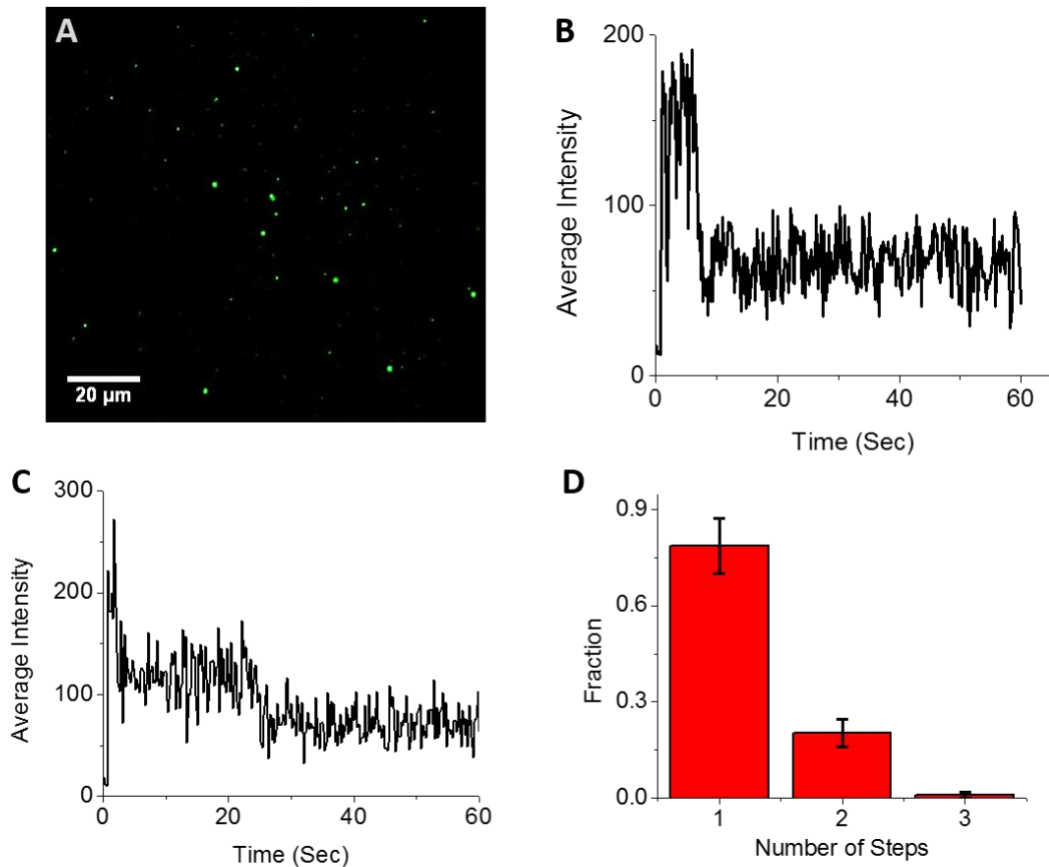 A
20 µm
B
200
100
0
0 20 40 60
Average Intensity
Time (Sec)
C
300
200
100
0
0 20 40 60
Average Intensity
Time (Sec)
D
0.9
0.6
0.3
0.0
1 2 3
Fraction
Number of Steps